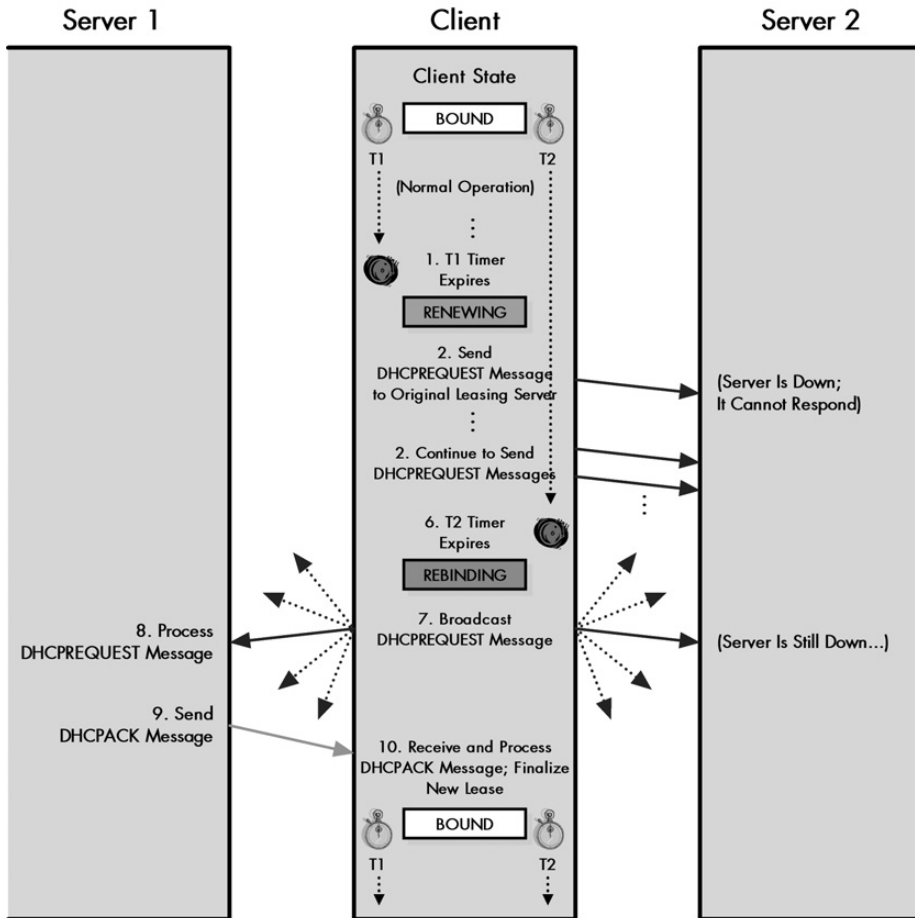 Server 1
Client
Server 2
Client State
BOUND
T1
T2
(Normal Operation)
1. T1 Timer
Expires
RENEWING
2. Send
DHCPREQUEST Message
to Original Leasing Server
(Server Is Down;
It Cannot Respond)
2. Continue to Send
DHCPREQUEST Messages
6. T2 Timer
Expires
REBINDING
7. Broadcast
DHCPREQUEST Message
8. Process
DHCPREQUEST Message
(Server Is Still Down...)
9. Send
DHCPACK Message
10. Receive and Process
DHCPACK Message; Finalize
New Lease
BOUND
T1
T2